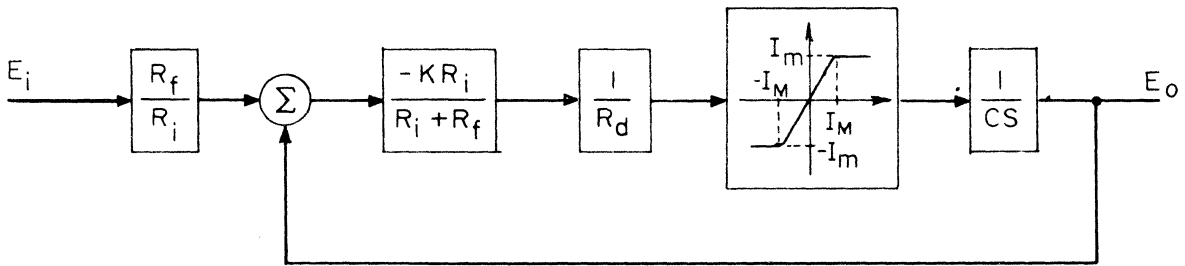 E_i
R_f
R_i
Σ
-KR_i
R_i + R_f
1
R_d
I_m
-I_M
I_M
-I_m
1
CS
E_o